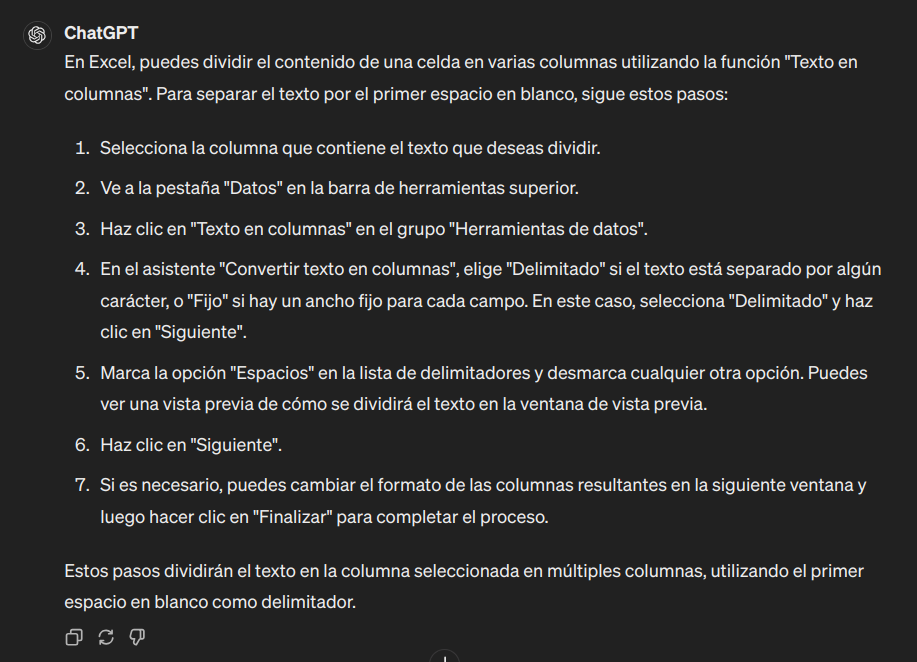 ChatGPT
En Excel, puedes dividir el contenido de una celda en varias columnas utilizando la función "Texto en
columnas". Para separar el texto por el primer espacio en blanco, sigue estos pasos:
1. Selecciona la columna que contiene el texto que deseas dividir.
2. Ve a la pestaña "Datos" en la barra de herramientas superior.
3. Haz clic en "Texto en columnas" en el grupo "Herramientas de datos".
4. En el asistente "Convertir texto en columnas", elige "Delimitado" si el texto está separado por algún
carácter, o "Fijo" si hay un ancho fijo para cada campo. En este caso, selecciona "Delimitado" y haz
clic en "Siguiente".
5. Marca la opción "Espacios" en la lista de delimitadores y desmarca cualquier otra opción. Puedes
ver una vista previa de cómo se dividirá el texto en la ventana de vista previa.
6. Haz clic en "Siguiente".
7. Si es necesario, puedes cambiar el formato de las columnas resultantes en la siguiente ventana y
luego hacer clic en "Finalizar" para completar el proceso.
Estos pasos dividirán el texto en la columna seleccionada en múltiples columnas, utilizando el primer
espacio en blanco como delimitador.